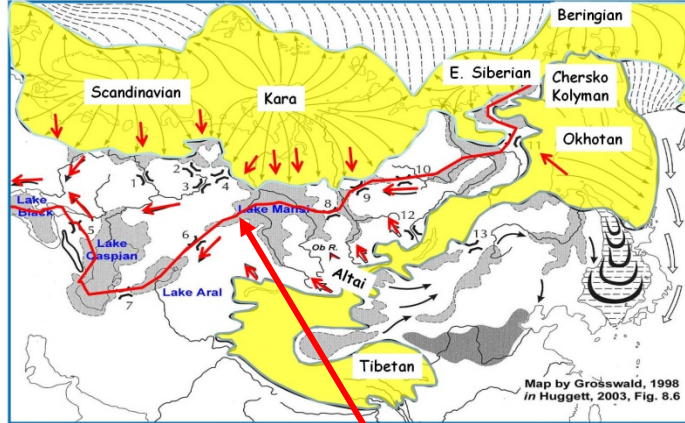 Beringian
E. Siberian
Chersko
Kolyman
Scandinavian
Kara
Okhotan
1
2
3
3
4
5
6
7
8
9
10
11
12
13
Lake
Black
Lake Mansi
Lake
Caspian
Ob R.
Altai
Lake Aral
Tibetan
Map by Grosswald, 1998
in Huggett, 2003, Fig. 8.6